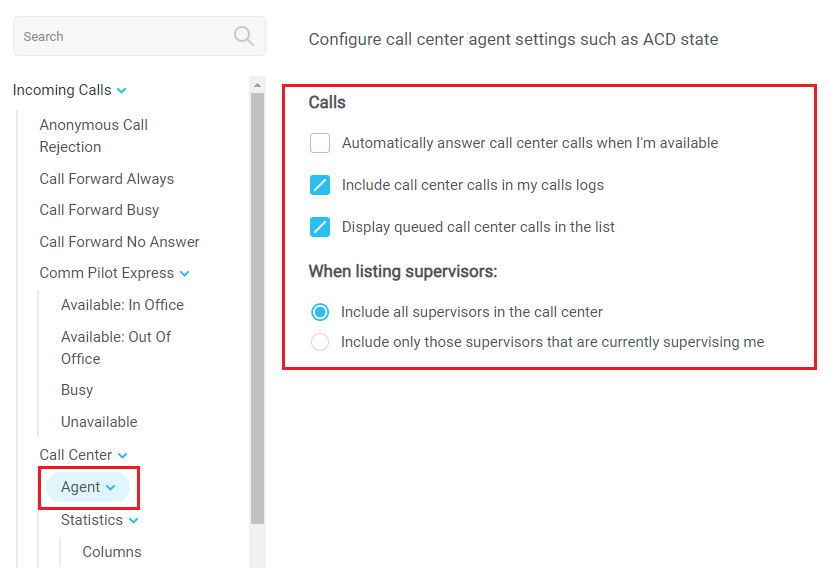 Search
Incoming Calls
Anonymous Call
Rejection
Call Forward Always
Call Forward Busy
Call Forward No Answer
Comm Pilot Express
Available: In Office
Available: Out Of
Office
Busy
Unavailable
Call Center
Agent
Statistics
Columns
Configure call center agent settings such as ACD state
Calls
Automatically answer call center calls when I'm available
Include call center calls in my calls logs
Display queued call center calls in the list
When listing supervisors:
Include all supervisors in the call center
Include only those supervisors that are currently supervising me